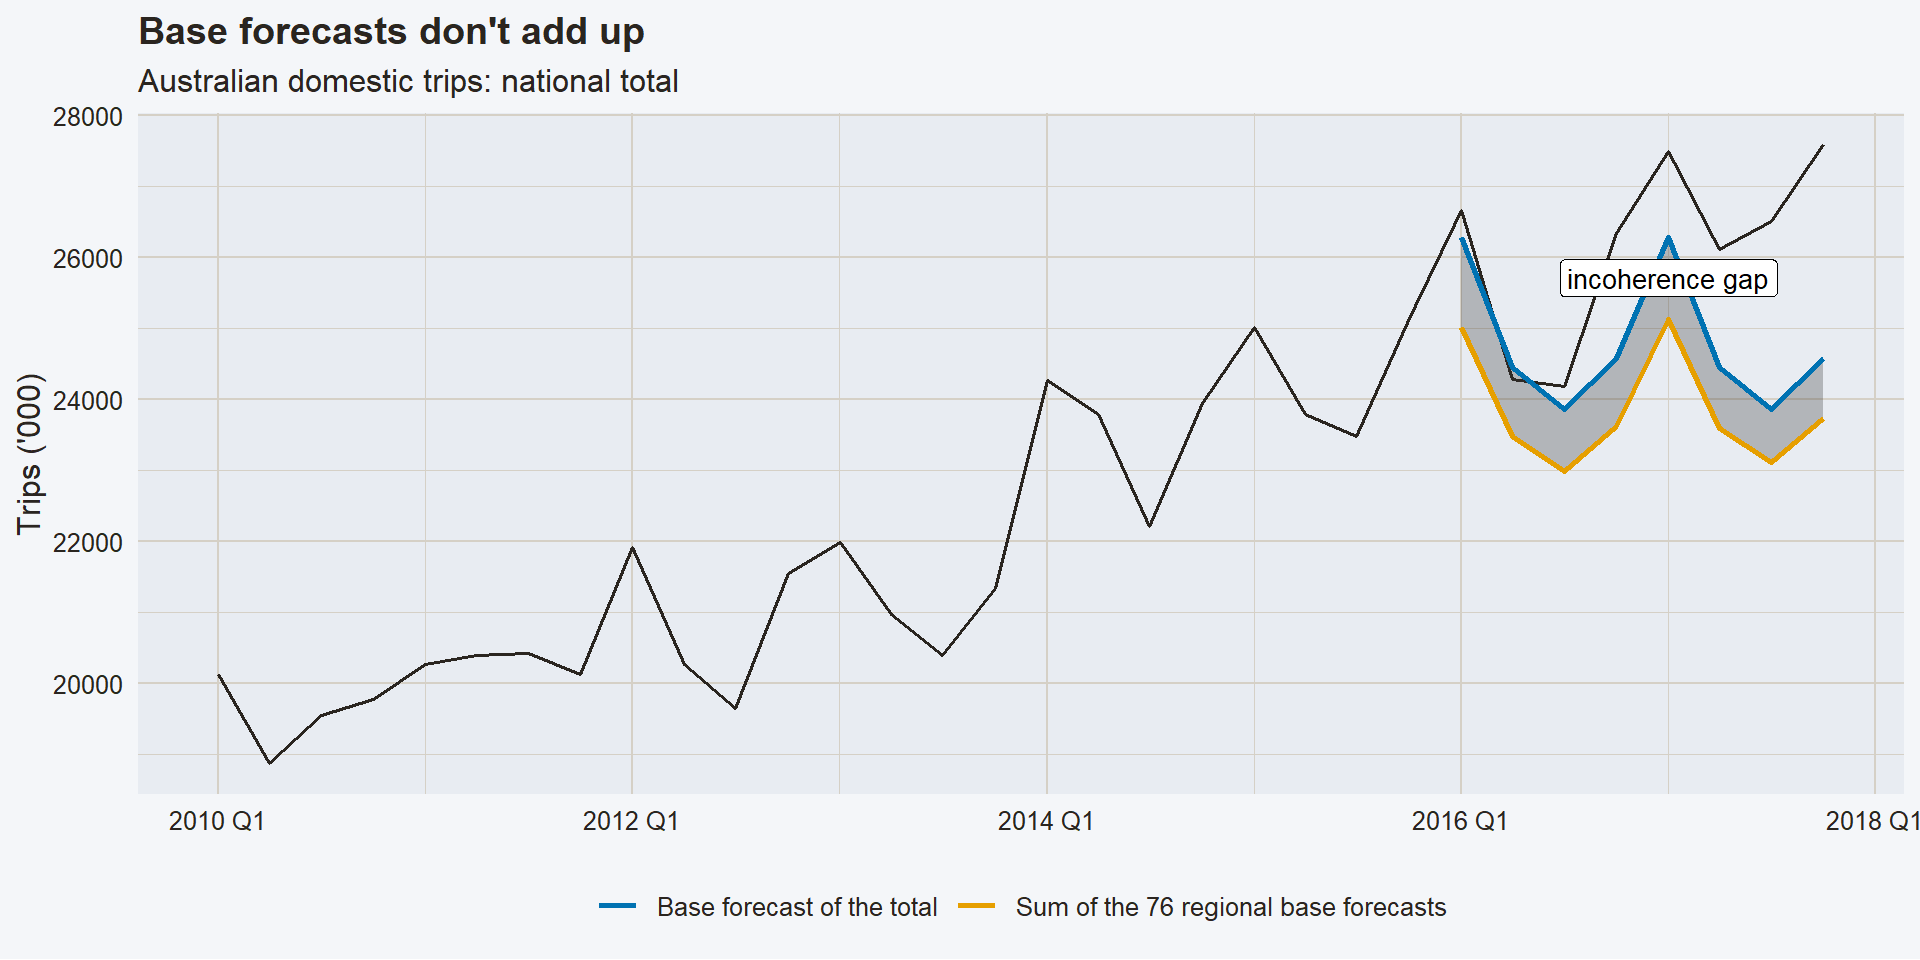 Base forecasts don't add up
Australian domestic trips: national total
28000
26000
24000
22000
20000
Trips ('000)
incoherence gap
2010 Q1
2012 Q1
2014 Q1
2016 Q1
2018 Q1
Base forecast of the total
Sum of the 76 regional base forecasts